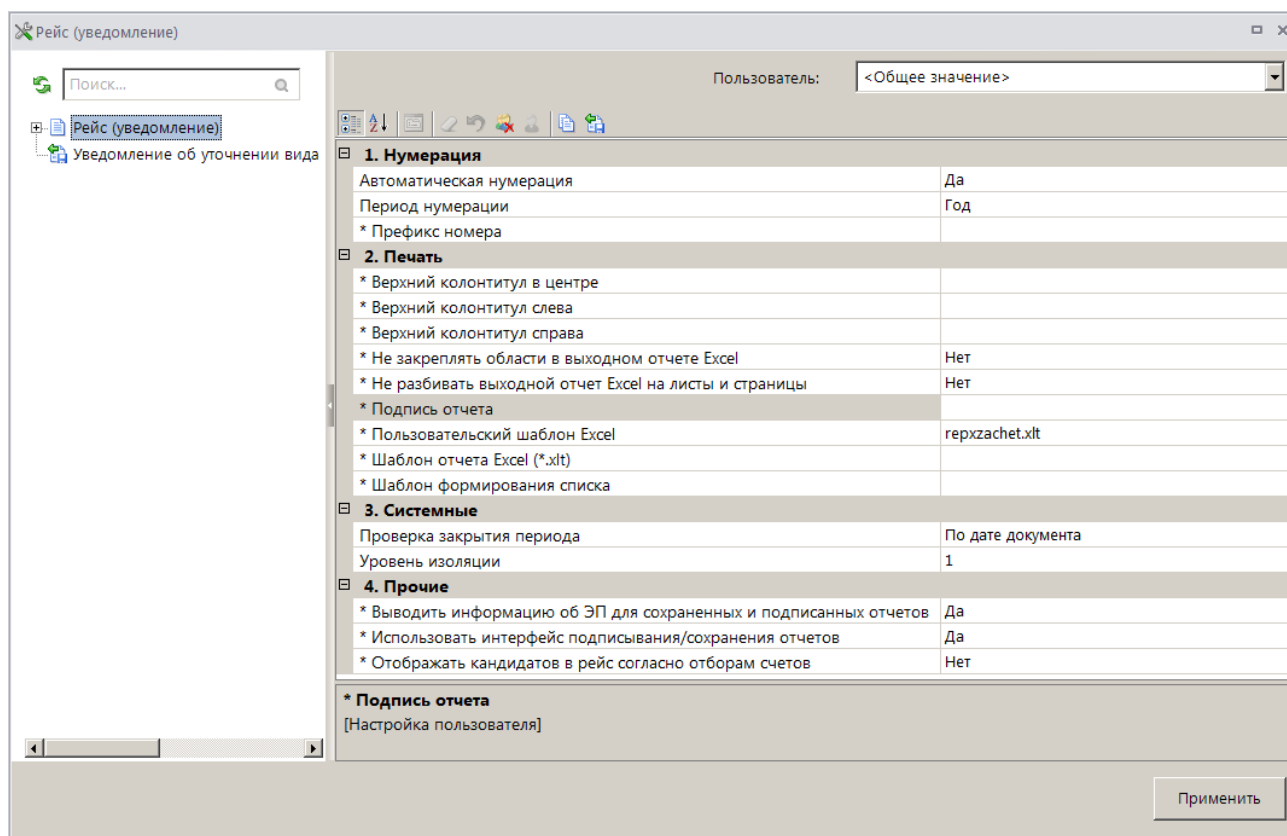 Рейс (уведомление)
Поиск...
Пользователь: <Общее значение>
Рейс (уведомление)
Уведомление об уточнении вида
1. Нумерация
Автоматическая нумерация Да
Период нумерации Год
* Префикс номера
2. Печать
* Верхний колонтитул в центре
* Верхний колонтитул слева
* Верхний колонтитул справа
* Не закреплять области в выходном отчете Excel Нет
* Не разбивать выходной отчет Excel на листы и страницы Нет
* Подпись отчета
* Пользовательский шаблон Excel repxzachet.xlt
* Шаблон отчета Excel (*.xlt)
* Шаблон формирования списка
3. Системные
Проверка закрытия периода По дате документа
Уровень изоляции 1
4. Прочие
* Выводить информацию об ЭП для сохраненных и подписанных отчетов Да
* Использовать интерфейс подписывания/сохранения отчетов Да
* Отображать кандидатов в рейс согласно отборам счетов Нет
* Подпись отчета
[Настройка пользователя]
Применить